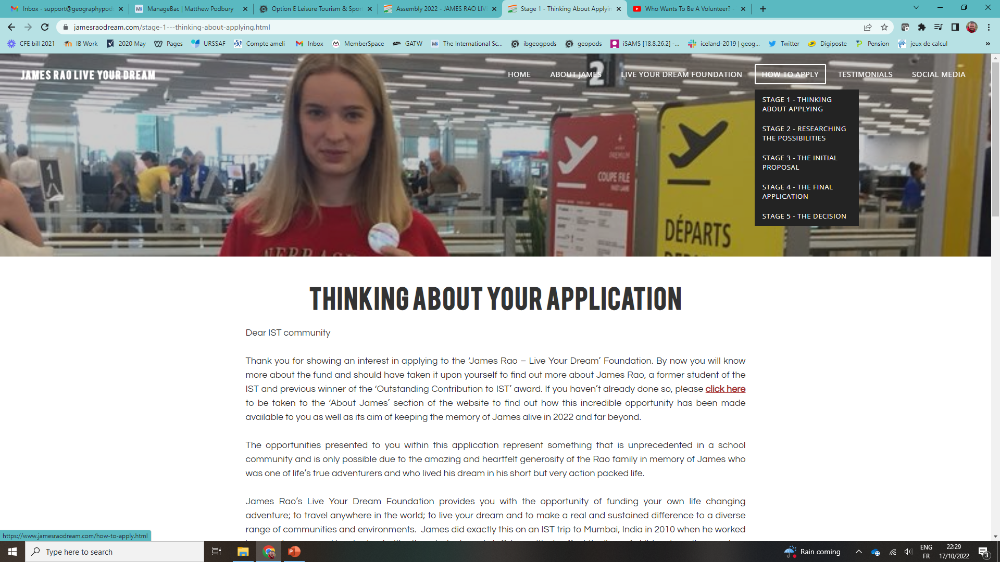 Inbox - support@geographypod
ManageBac | Matthew Podbury
Option E Leisure Tourism & Spor
Assembly 2022 - JAMES RAO LIV
Stage 1 - Thinking About Applyin
Who Wants To Be A Volunteer? -
jamesraodream.com/stage-1---thinking-about-applying.html
CFE bill 2021
IB Work
2020 May
Pages
URSSAF
Compte ameli
Inbox
MemberSpace
GATW
The International Sc...
ibgeogpods
geopods
iSAMS [18.8.26.2] -...
iceland-2019 | geog...
Twitter
Digiposte
Pension
jeux de calcul
JAMES RAO LIVE YOUR DREAM
HOME
ABOUT JAMES
LIVE YOUR DREAM FOUNDATION
HOW TO APPLY
TESTIMONIALS
SOCIAL MEDIA
STAGE 1 - THINKING
ABOUT APPLYING
STAGE 2 - RESEARCHING
THE POSSIBILITIES
STAGE 3 - THE INITIAL
PROPOSAL
STAGE 4 - THE FINAL
APPLICATION
STAGE 5 - THE DECISION
2
1
PREMIUM
COUPE FILE
DÉPARTS
THINKING ABOUT YOUR APPLICATION
Dear IST community
Thank you for showing an interest in applying to the ‘James Rao – Live Your Dream’ Foundation. By now you will know
more about the fund and should have taken it upon yourself to find out more about James Rao, a former student of the
IST and previous winner of the ‘Outstanding Contribution to IST’ award. If you haven’t already done so, please click here
to be taken to the ‘About James’ section of the website to find out how this incredible opportunity has been made
available to you as well as its aim of keeping the memory of James alive in 2022 and far beyond.
The opportunities presented to you within this application represent something that is unprecedented in a school
community and is only possible due to the amazing and heartfelt generosity of the Rao family in memory of James who
was one of life’s true adventurers and who lived his dream in his short but very action packed life.
James Rao’s Live Your Dream Foundation provides you with the opportunity of funding your own life changing
adventure; to travel anywhere in the world; to live your dream and to make a real and sustained difference to a diverse
range of communities and environments. James did exactly this on an IST trip to Mumbai, India in 2010 when he worked
https://www.jamesraodream.com/how-to-apply.html
Type here to search
Rain coming
ENG
FR
22:29
17/10/2022
3